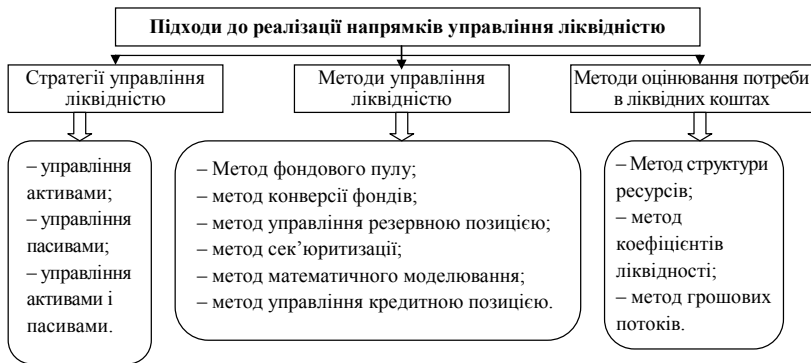 Підходи до реалізації напрямків управління ліквідністю
Стратегії управління
ліквідністю
Методи управління
ліквідністю
Методи оцінювання потреби
в ліквідних коштах
– управління
активами;
– управління
пасивами;
– управління
активами і
пасивами.
– Метод фондового пулу;
– метод конверсії фондів;
– метод управління резервною позицією;
– метод сек’юритизації;
– метод математичного моделювання;
– метод управління кредитною позицією.
– Метод структури
ресурсів;
– метод
коефіцієнтів
ліквідності;
– метод грошових
потоків.